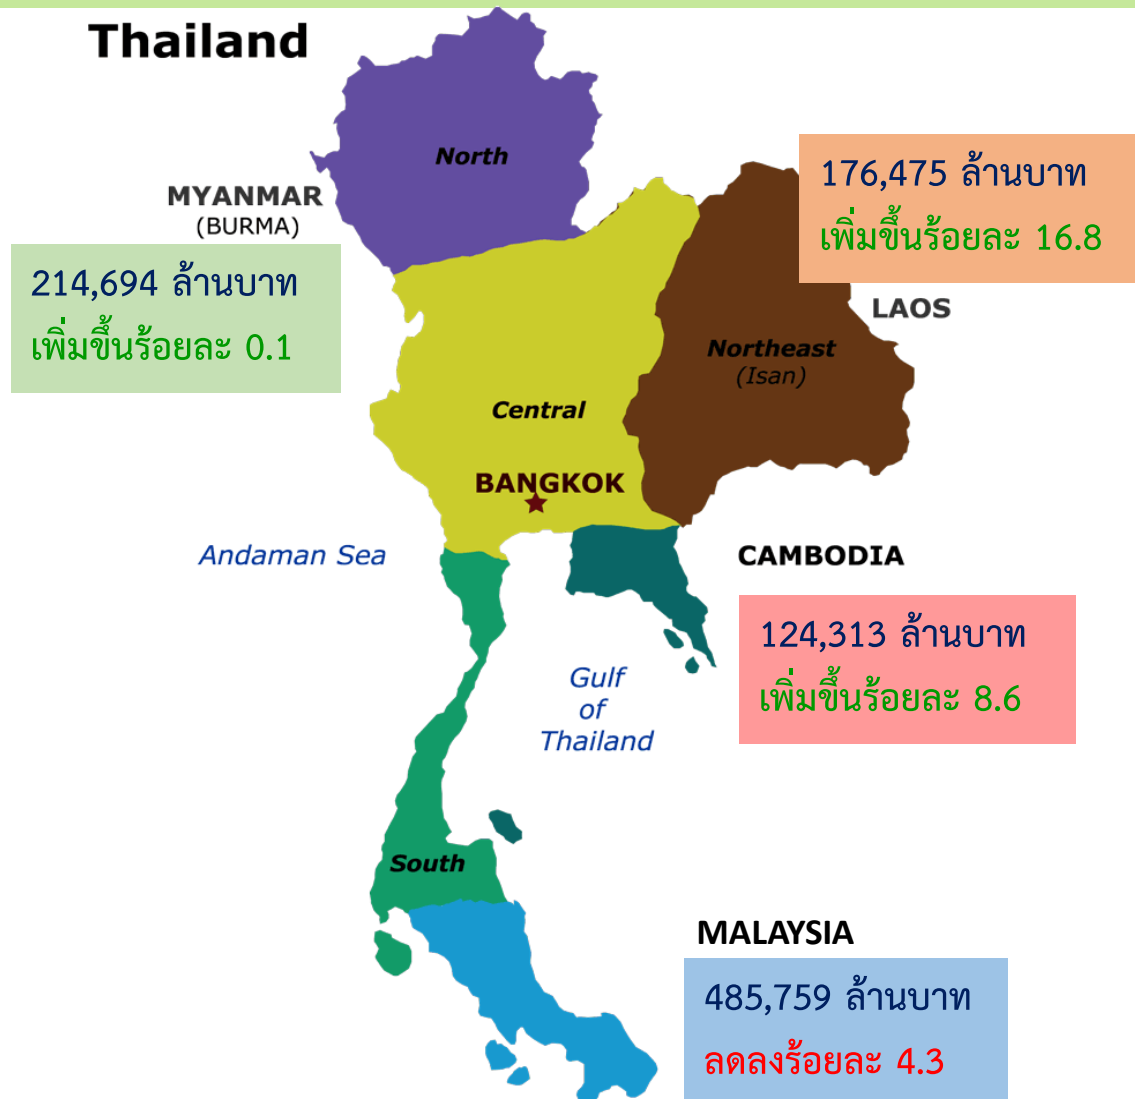 Thailand
North
MYANMAR
(BURMA)
176,475 ล้านบาท
เพิ่มขึ้นร้อยละ 16.8
214,694 ล้านบาท
เพิ่มขึ้นร้อยละ 0.1
LAOS
Northeast
(Isan)
Central
BANGKOK
Andaman Sea
CAMBODIA
124,313 ล้านบาท
เพิ่มขึ้นร้อยละ 8.6
Gulf
of
Thailand
South
MALAYSIA
485,759 ล้านบาท
ลดลงร้อยละ 4.3